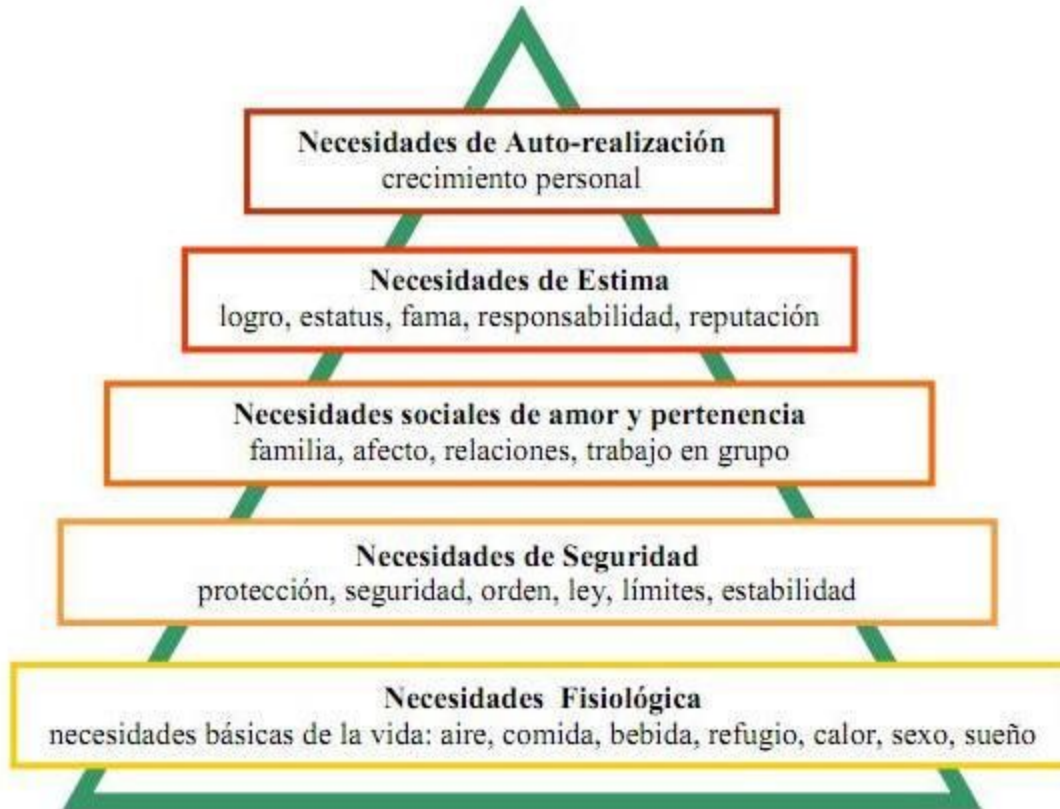 Necesidades de Auto-realización
crecimiento personal
Necesidades de Estima
logro, estatus, fama, responsabilidad, reputación
Necesidades sociales de amor y pertenencia
familia, afecto, relaciones, trabajo en grupo
Necesidades de Seguridad
protección, seguridad, orden, ley, límites, estabilidad
Necesidades Fisiológica
necesidades básicas de la vida: aire, comida, bebida, refugio, calor, sexo, sueño